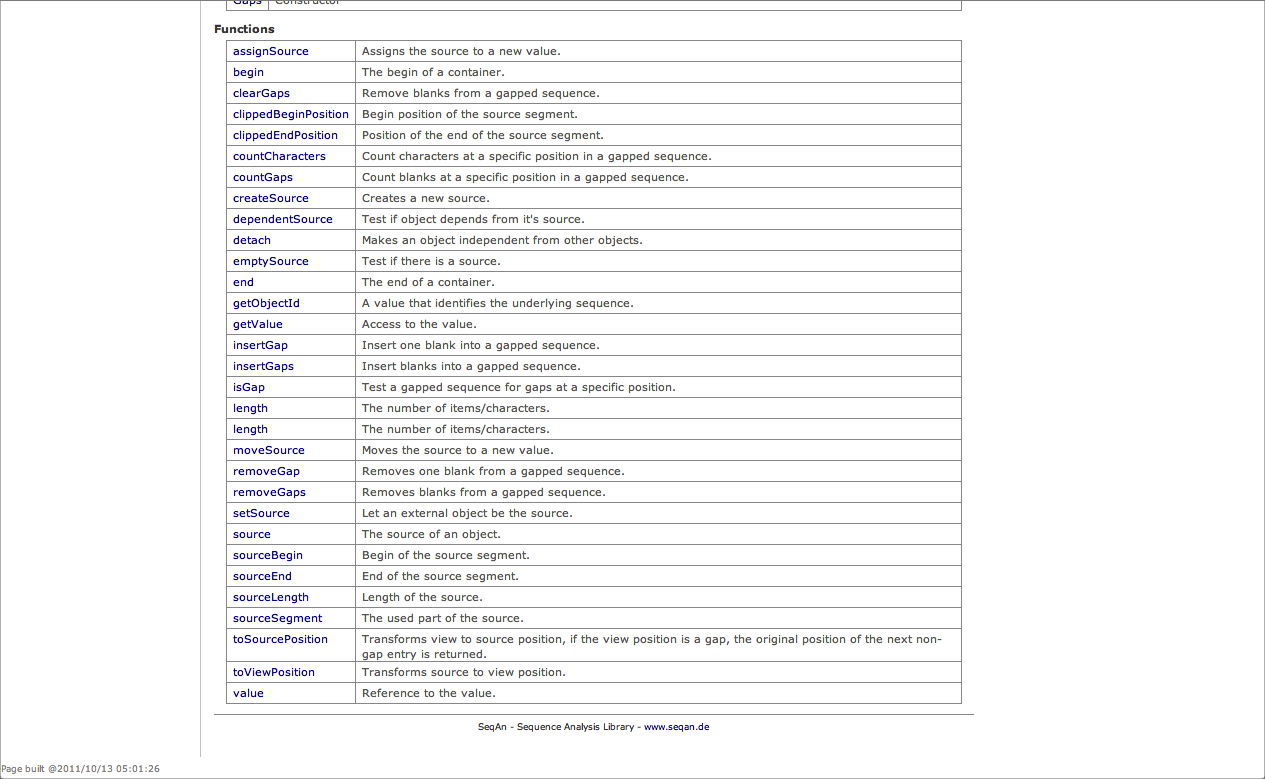 Gaps Constructor
Functions
assignSource Assigns the source to a new value.
begin The begin of a container.
clearGaps Remove blanks from a gapped sequence.
clippedBeginPosition Begin position of the source segment.
clippedEndPosition Position of the end of the source segment.
countCharacters Count characters at a specific position in a gapped sequence.
countGaps Count blanks at a specific position in a gapped sequence.
createSource Creates a new source.
dependentSource Test if object depends from it's source.
detach Makes an object independent from other objects.
emptySource Test if there is a source.
end The end of a container.
getObjectId A value that identifies the underlying sequence.
getValue Access to the value.
insertGap Insert one blank into a gapped sequence.
insertGaps Insert blanks into a gapped sequence.
isGap Test a gapped sequence for gaps at a specific position.
length The number of items/characters.
length The number of items/characters.
moveSource Moves the source to a new value.
removeGap Removes one blank from a gapped sequence.
removeGaps Removes blanks from a gapped sequence.
setSource Let an external object be the source.
source The source of an object.
sourceBegin Begin of the source segment.
sourceEnd End of the source segment.
sourceLength Length of the source.
sourceSegment The used part of the source.
toSourcePosition Transforms view to source position, if the view position is a gap, the original position of the next non-
gap entry is returned.
toViewPosition Transforms source to view position.
value Reference to the value.
SeqAn - Sequence Analysis Library - www.seqan.de
Page built @2011/10/13 05:01:26